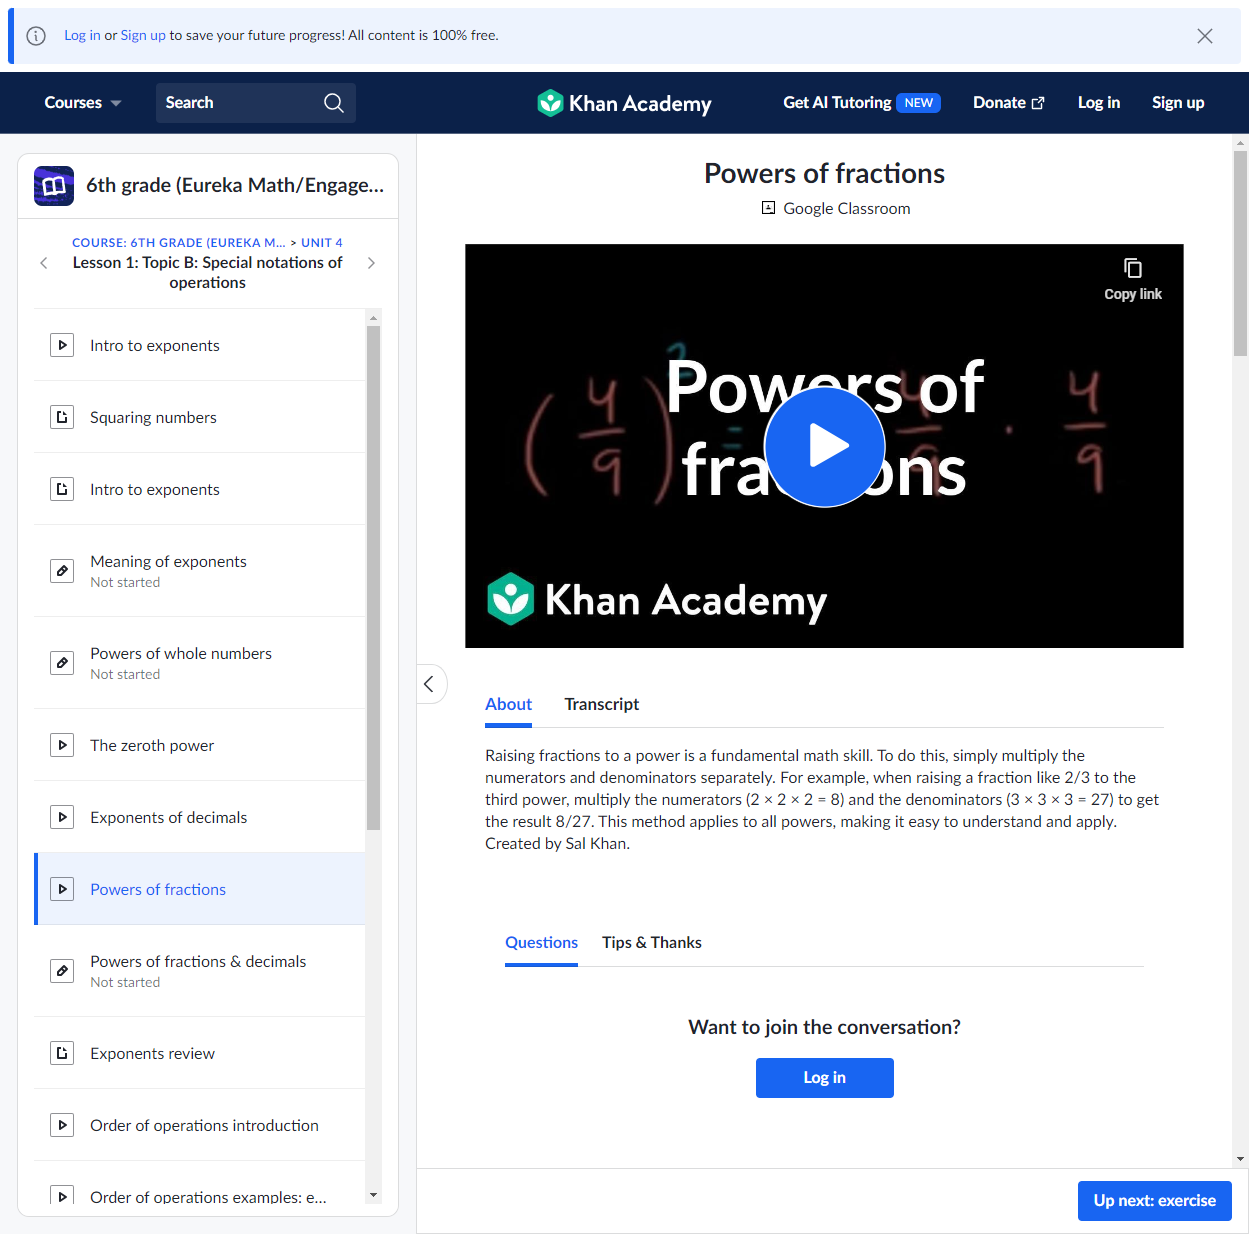 Log in or Sign up to save your future progress! All content is 100% free.
Courses
Search
Khan Academy
Get AI Tutoring NEW
Donate
Log in
Sign up
6th grade (Eureka Math/Engage...
COURSE: 6TH GRADE (EUREKA M... > UNIT 4
Lesson 1: Topic B: Special notations of
operations
Intro to exponents
Squaring numbers
Intro to exponents
Meaning of exponents
Not started
Powers of whole numbers
Not started
The zeroth power
Exponents of decimals
Powers of fractions
Powers of fractions & decimals
Not started
Exponents review
Order of operations introduction
Order of operations examples: e...
Powers of fractions
Google Classroom
Copy link
Powers of
(4/9)² = 4/9 · 4/9
Khan Academy
About
Transcript
Raising fractions to a power is a fundamental math skill. To do this, simply multiply the
numerators and denominators separately. For example, when raising a fraction like 2/3 to the
third power, multiply the numerators (2 × 2 × 2 = 8) and the denominators (3 × 3 × 3 = 27) to get
the result 8/27. This method applies to all powers, making it easy to understand and apply.
Created by Sal Khan.
Questions
Tips & Thanks
Want to join the conversation?
Log in
Up next: exercise